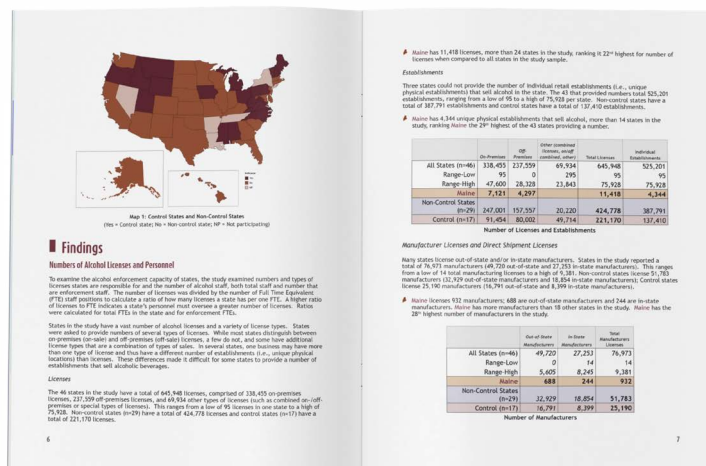 Map 1: Control States and Non-Control States
(Yes = Control state; No = Non-control state; NP = Not participating)
Findings
Numbers of Alcohol Licenses and Personnel
To examine the alcohol enforcement capacity of states, the study examined numbers and types of
licenses states are responsible for and the number of alcohol staff, both total staff and number that
are enforcement staff. The number of licenses was divided by the number of Full Time Equivalent
(FTE) staff positions to calculate a ratio of how many licenses a state has per one FTE. A higher ratio
of licenses to FTE indicates a state's personnel must oversee a greater number of licenses. Ratios
were calculated for total FTEs in the state and for enforcement FTEs.
States in the study have a vast number of alcohol licenses and a variety of license types. States
were asked to provide numbers of several types of licenses. While most states distinguish between
on-premises (on-sale) and off-premises (off-sale) licenses, a few do not, and some have additional
license types that are a combination of types of sales. In several states, one business may have more
than one type of license and thus have a different number of establishments (i.e., unique physical
locations) than licenses. These differences made it difficult for some states to provide a number of
establishments that sell alcoholic beverages.
Licenses
The 46 states in the study have a total of 645,948 licenses, comprised of 338,455 on-premises
licenses, 237,559 off-premises licenses, and 69,934 other types of licenses (such as combined on-/off-
premises or special types of licenses). This ranges from a low of 95 licenses in one state to a high of
75,928. Non-control states (n=29) have a total of 424,778 licenses and control states (n=17) have a
total of 221,170 licenses.
6
Maine has 11,418 licenses, more than 24 states in the study, ranking it 22nd highest for number of
licenses when compared to all states in the study sample.
Establishments
Three states could not provide the number of individual retail establishments (i.e., unique
physical establishments) that sell alcohol in the state. The 43 that provided numbers total 525,201
establishments, ranging from a low of 95 to a high of 75,928 per state. Non-control states have a
total of 387,791 establishments and control states have a total of 137,410 establishments.
Maine has 4,344 unique physical establishments that sell alcohol, more than 14 states in the
study, ranking Maine the 29th highest of the 43 states providing a number.
On-Premises Off-Premises Other (combined licenses, on/off combined, other) Total Licenses Individual Establishments
All States (n=46) 338,455 237,559 69,934 645,948 525,201
Range-Low 95 0 295 95 95
Range-High 47,600 28,328 23,843 75,928 75,928
Maine 7,121 4,297 11,418 4,344
Non-Control States
(n=29) 247,001 157,557 20,220 424,778 387,791
Control (n=17) 91,454 80,002 49,714 221,170 137,410
Number of Licenses and Establishments
Manufacturer Licenses and Direct Shipment Licenses
Many states license out-of-state and/or in-state manufacturers. States in the study reported a
total of 76,973 manufacturers (49,720 out-of-state and 27,253 in-state manufacturers). This ranges
from a low of 14 total manufacturing licenses to a high of 9,381. Non-control states license 51,783
manufacturers (32,929 out-of-state manufacturers and 18,854 in-state manufacturers); Control states
license 25,190 manufacturers (16,791 out-of-state and 8,399 in-state manufacturers).
Maine licenses 932 manufacturers; 688 are out-of-state manufacturers and 244 are in-state
manufacturers. Maine has more manufacturers than 18 other states in the study. Maine has the
28th highest number of manufacturers in the study.
Out-of-State Manufacturers In-State Manufacturers Total Manufacturers Licenses
All States (n=46) 49,720 27,253 76,973
Range-Low 0 14 14
Range-High 5,605 8,245 9,381
Maine 688 244 932
Non-Control States
(n=29) 32,929 18,854 51,783
Control (n=17) 16,791 8,399 25,190
Number of Manufacturers
7